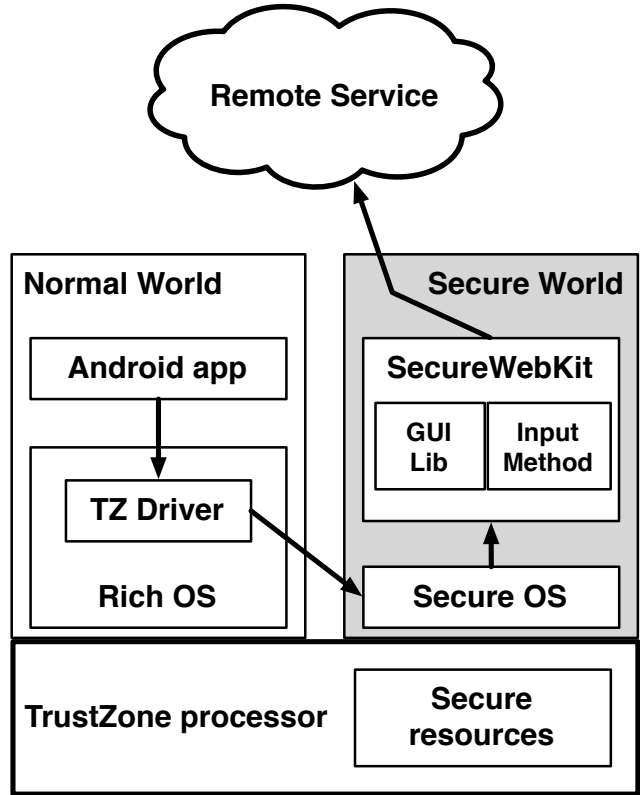 Remote Service
Normal World
Android app
TZ Driver
Rich OS
Secure World
SecureWebKit
GUI
Lib
Input
Method
Secure OS
TrustZone processor
Secure
resources